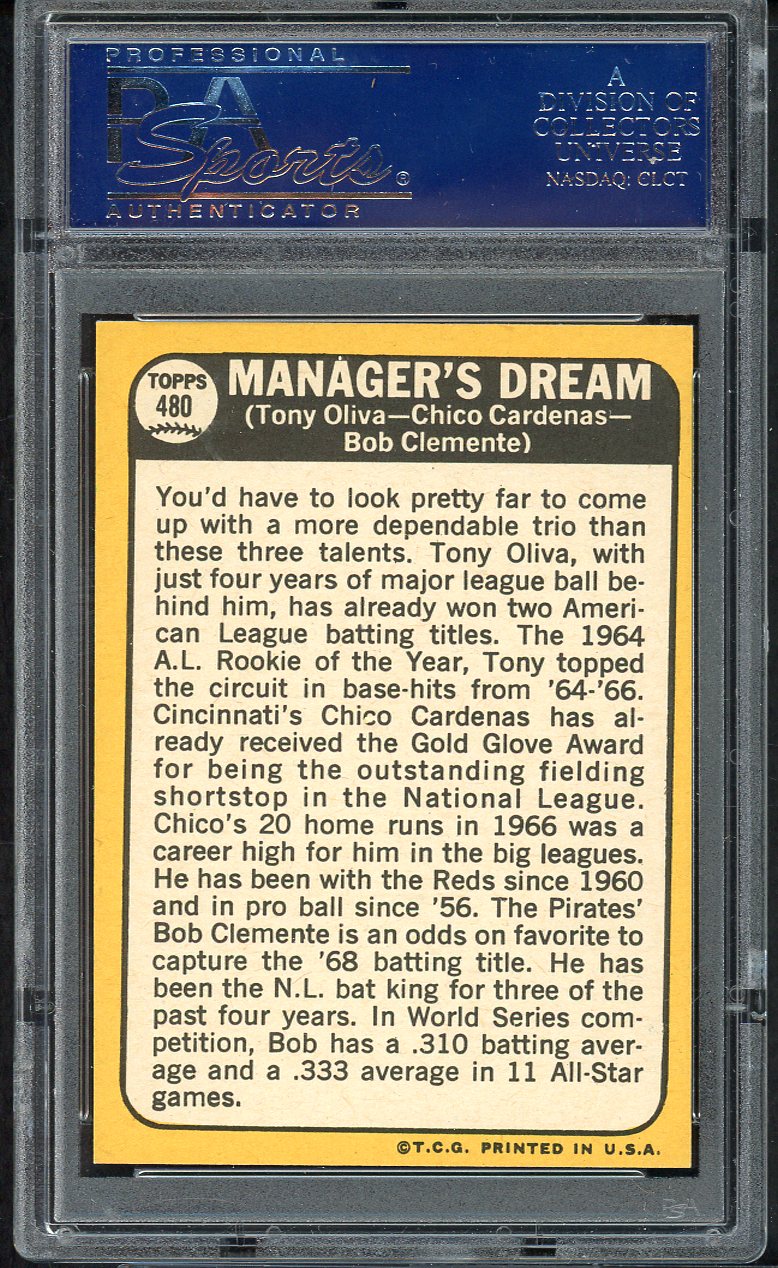 PROFESSIONAL
PSA
Sports®
AUTHENTICATOR
A
DIVISION OF
COLLECTORS
UNIVERSE
NASDAQ: CLCT
TOPPS
480
MANAGER'S DREAM
(Tony Oliva—Chico Cardenas—
Bob Clemente)
You'd have to look pretty far to come
up with a more dependable trio than
these three talents. Tony Oliva, with
just four years of major league ball be-
hind him, has already won two Ameri-
can League batting titles. The 1964
A.L. Rookie of the Year, Tony topped
the circuit in base-hits from '64-'66.
Cincinnati's Chico Cardenas has al-
ready received the Gold Glove Award
for being the outstanding fielding
shortstop in the National League.
Chico's 20 home runs in 1966 was a
career high for him in the big leagues.
He has been with the Reds since 1960
and in pro ball since '56. The Pirates'
Bob Clemente is an odds on favorite to
capture the '68 batting title. He has
been the N.L. bat king for three of the
past four years. In World Series com-
petition, Bob has a .310 batting aver-
age and a .333 average in 11 All-Star
games.
©T.C.G. PRINTED IN U.S.A.
PSA